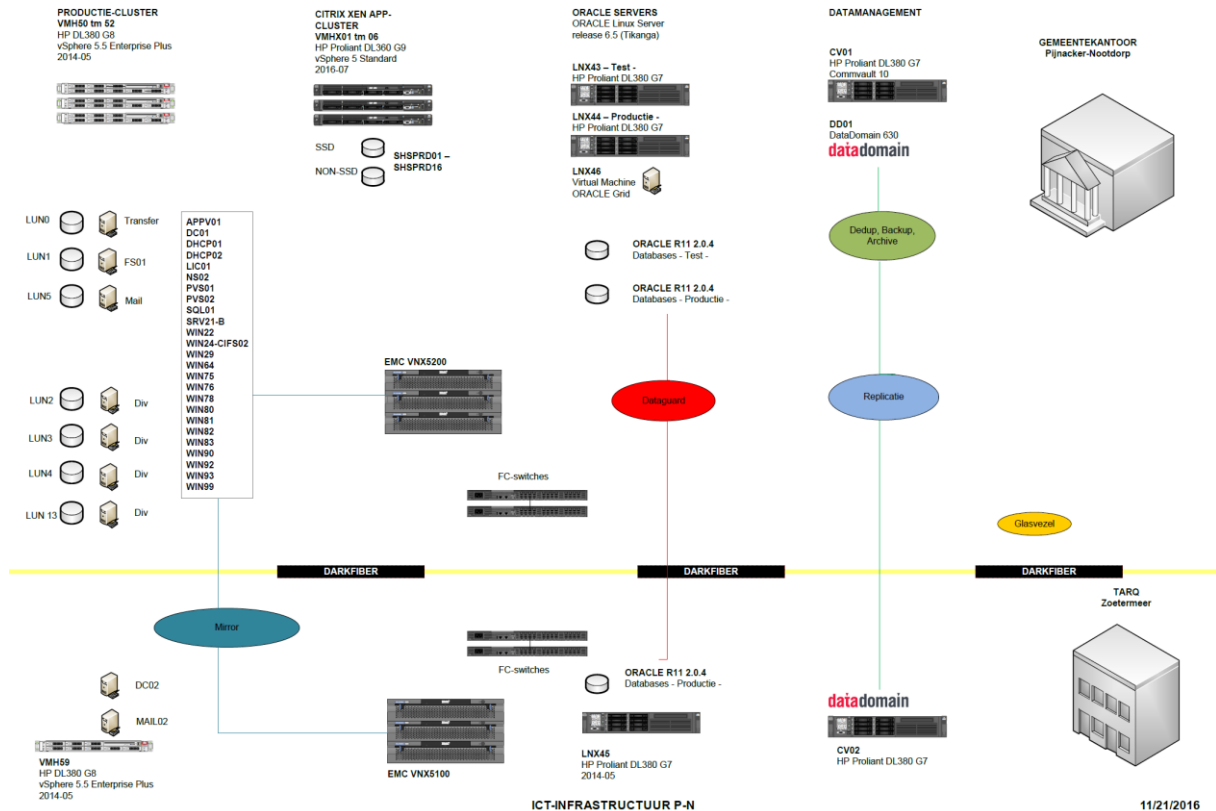 PRODUCTIE-CLUSTER
VMH50 tm 52
HP DL380 G8
vSphere 5.5 Enterprise Plus
2014-05
CITRIX XEN APP-
CLUSTER
VMHX01 tm 06
HP Proliant DL360 G9
vSphere 5 Standard
2016-07
SSD
NON-SSD
SHSPRD01 –
SHSPRD16
ORACLE SERVERS
ORACLE Linux Server
release 6.5 (Tikanga)
LNX43 – Test -
HP Proliant DL380 G7
LNX44 – Productie -
HP Proliant DL380 G7
LNX46
Virtual Machine
ORACLE Grid
DATAMANAGEMENT
CV01
HP Proliant DL380 G7
Commvault 10
DD01
DataDomain 630
datadomain
GEMEENTEKANTOOR
Pijnacker-Nootdorp
LUN0
Transfer
LUN1
FS01
LUN5
Mail
LUN2
Div
LUN3
Div
LUN4
Div
LUN 13
Div
APPV01
DC01
DHCP01
DHCP02
LIC01
NS02
PVS01
PVS02
SQL01
SRV21-B
WIN22
WIN24-CIFS02
WIN29
WIN64
WIN75
WIN76
WIN78
WIN80
WIN81
WIN82
WIN83
WIN90
WIN92
WIN93
WIN99
EMC VNX5200
FC-switches
ORACLE R11 2.0.4
Databases - Test -
ORACLE R11 2.0.4
Databases - Productie -
Dataguard
Dedup, Backup,
Archive
Replicatie
Glasvezel
DARKFIBER
DARKFIBER
DARKFIBER
TARQ
Zoetermeer
Mirror
DC02
MAIL02
VMH59
HP DL380 G8
vSphere 5.5 Enterprise Plus
2014-05
FC-switches
EMC VNX5100
ORACLE R11 2.0.4
Databases - Productie -
LNX45
HP Proliant DL380 G7
2014-05
datadomain
CV02
HP Proliant DL380 G7
ICT-INFRASTRUCTUUR P-N
11/21/2016